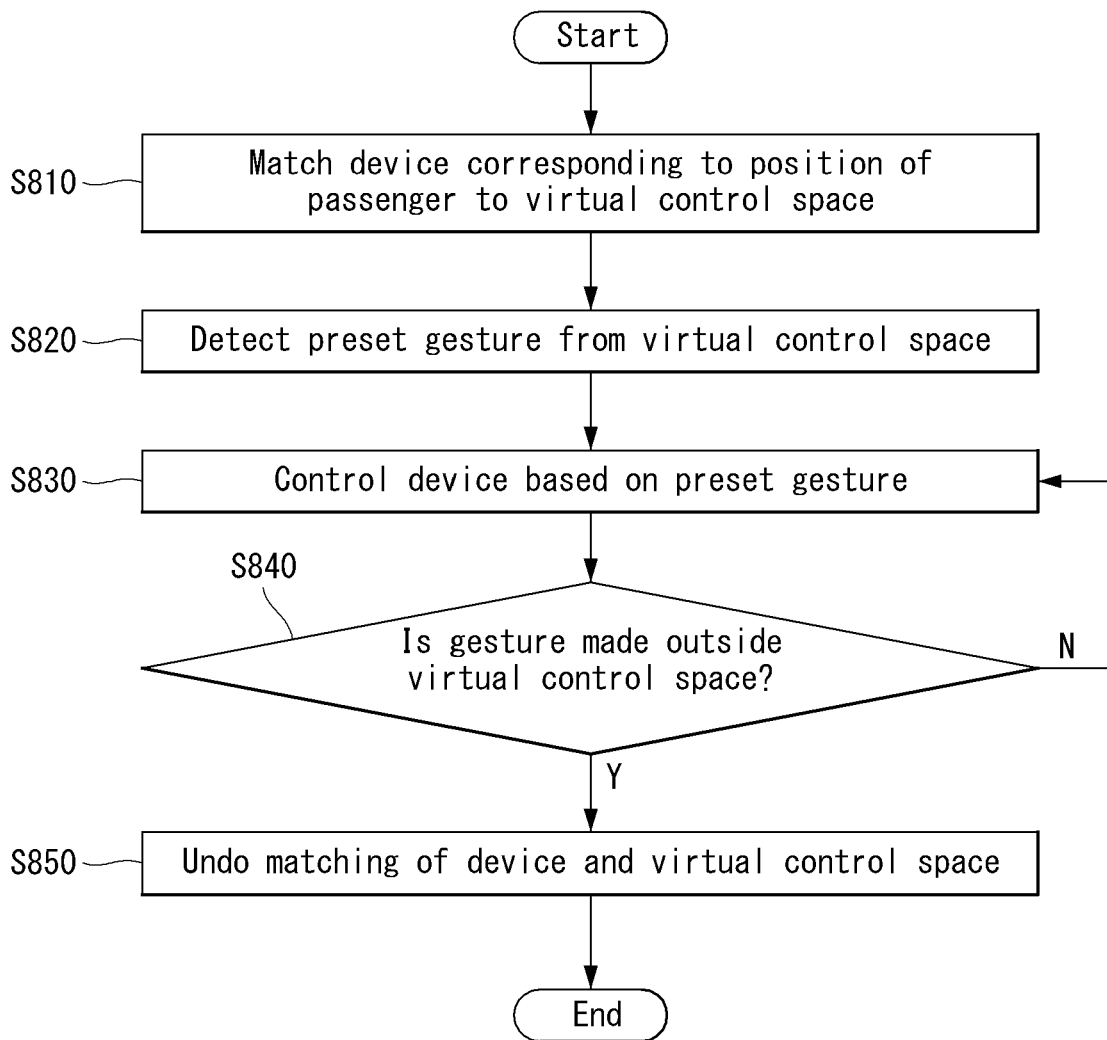 Start
S810
Match device corresponding to position of
passenger to virtual control space
S820
Detect preset gesture from virtual control space
S830
Control device based on preset gesture
S840
Is gesture made outside
virtual control space?
N
Y
S850
Undo matching of device and virtual control space
End